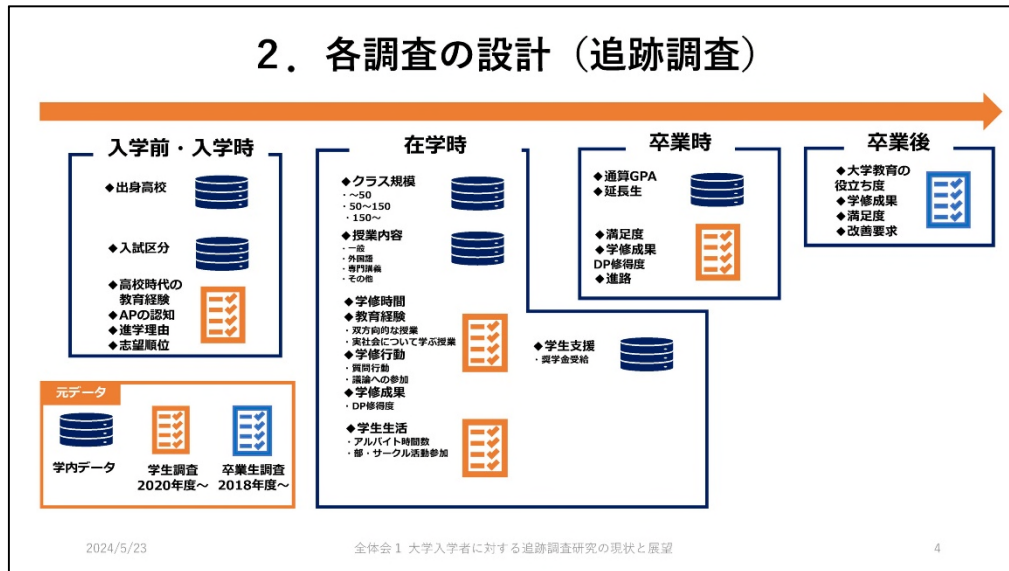 ２．各調査の設計（追跡調査）
入学前・入学時
◆出身高校
◆入試区分
◆高校時代の
教育経験
◆APの認知
◆進学理由
◆志望順位
在学時
◆クラス規模
・～50
・50～150
・150～
◆授業内容
・一般
・外国語
・専門講義
・その他
◆学修時間
◆教育経験
・双方向的な授業
・実社会について学ぶ授業
◆学修行動
・質問行動
・議論への参加
◆学修成果
・DP修得度
◆学生生活
・アルバイト時間数
・部・サークル活動参加
◆学生支援
・奨学金受給
卒業時
◆通算GPA
◆延長生
◆満足度
◆学修成果
DP修得度
◆進路
卒業後
◆大学教育の
役立ち度
◆学修成果
◆満足度
◆改善要求
元データ
学内データ
学生調査
2020年度～
卒業生調査
2018年度～
2024/5/23
全体会１ 大学入学者に対する追跡調査研究の現状と展望
4